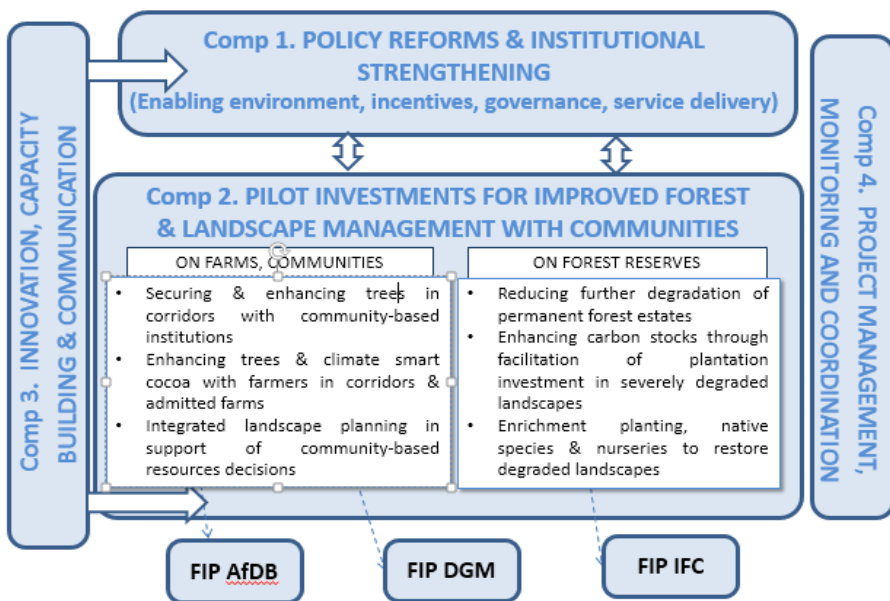 Comp 1. POLICY REFORMS & INSTITUTIONAL
STRENGTHENING
(Enabling environment, incentives, governance, service delivery)
Comp 3.  INNOVATION, CAPACITY
BUILDING & COMMUNICATION
Comp 2. PILOT INVESTMENTS FOR IMPROVED FOREST
& LANDSCAPE MANAGEMENT WITH COMMUNITIES
ON FARMS, COMMUNITIES
• Securing & enhancing trees in
corridors with community-based
institutions
• Enhancing trees & climate smart
cocoa with farmers in corridors &
admitted farms
• Integrated landscape planning in
support of community-based
resources decisions
ON FOREST RESERVES
• Reducing further degradation of
permanent forest estates
• Enhancing carbon stocks through
facilitation of plantation
investment in severely degraded
landscapes
• Enrichment planting, native
species & nurseries to restore
degraded landscapes
Comp 4.  PROJECT MANAGEMENT,
MONITORING AND COORDINATION
FIP AfDB
FIP DGM
FIP IFC